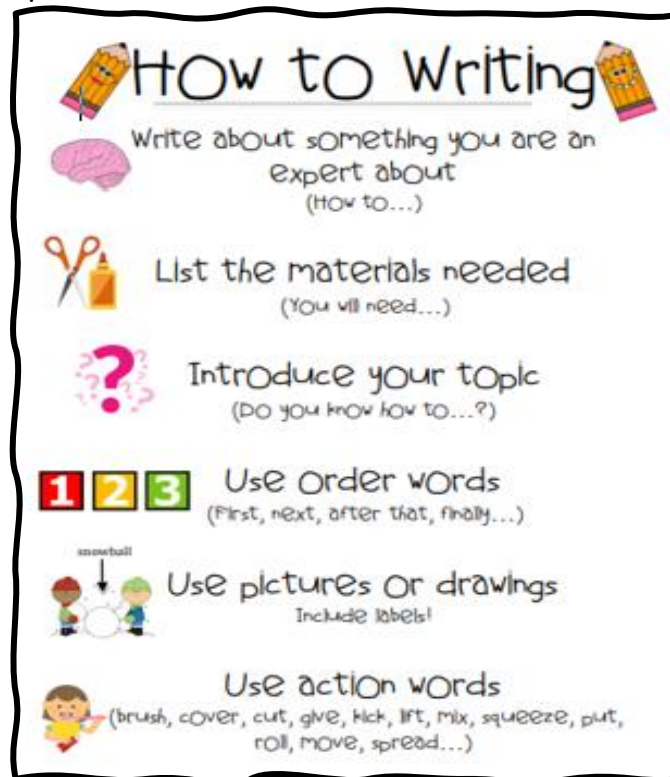 How to Writing
Write about something you are an
expert about
(How to...)
List the materials needed
(You will need...)
Introduce your topic
(Do you know how to...?)
1 2 3
Use order words
(First, next, after that, finally...)
snowball
Use pictures or drawings
Include labels!
Use action words
(brush, cover, cut, give, kick, lift, mix, squeeze, put,
roll, move, spread...)